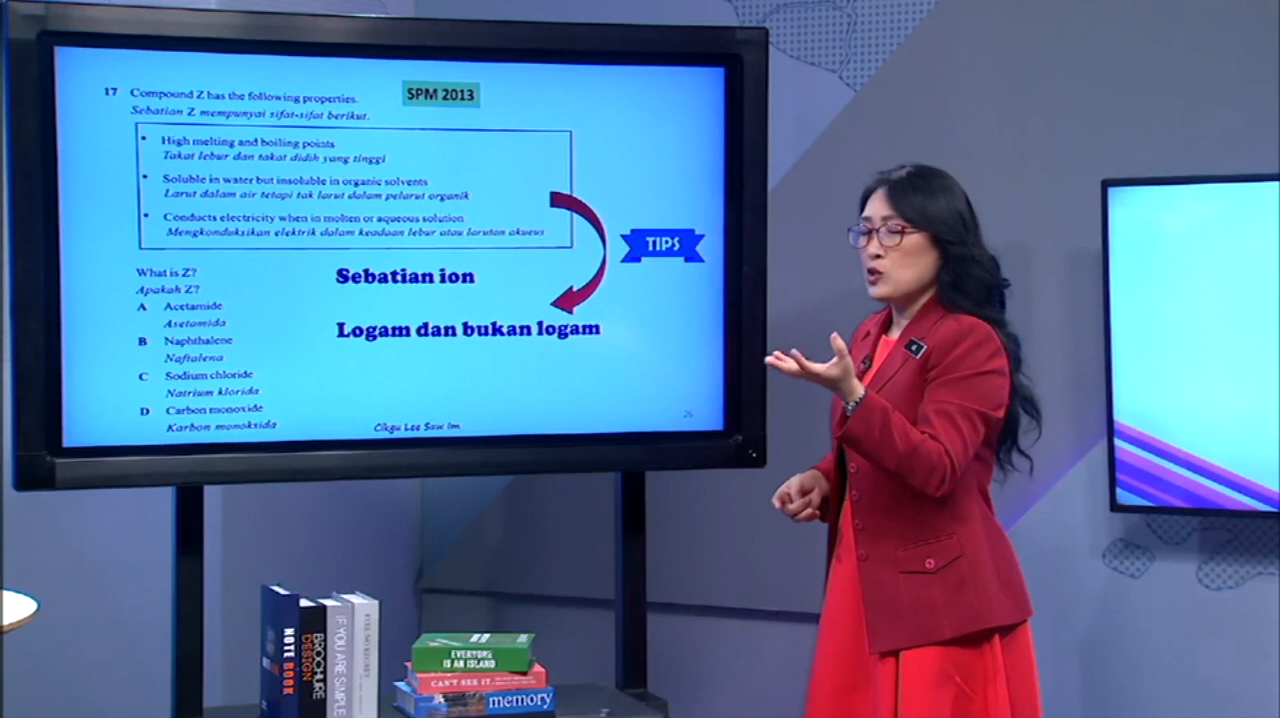 17 Compound Z has the following properties.
SPM 2013
Sebatian Z mempunyai sifat-sifat berikut.
• High melting and boiling points
Takat lebur dan takat didih yang tinggi
• Soluble in water but insoluble in organic solvents
Larut dalam air tetapi tak larut dalam pelarut organik
• Conducts electricity when in molten or aqueous solution
Mengkonduksikan elektrik dalam keadaan lebur atau larutan akueus
TIPS
What is Z?
Apakah Z?
Sebatian ion
A Acetamide
Asetamida
Logam dan bukan logam
B Naphthalene
Naftalena
C Sodium chloride
Natrium klorida
D Carbon monoxide
Karbon monoksida
Cikgu Lee Saw Im
26
NOTE BOOK
BROCHURE DESIGN
IF YOU ARE SIMPLE
FEEL NO REGRET
EVERYONE
IS AN ISLAND
CAN'T SEE IT
memory